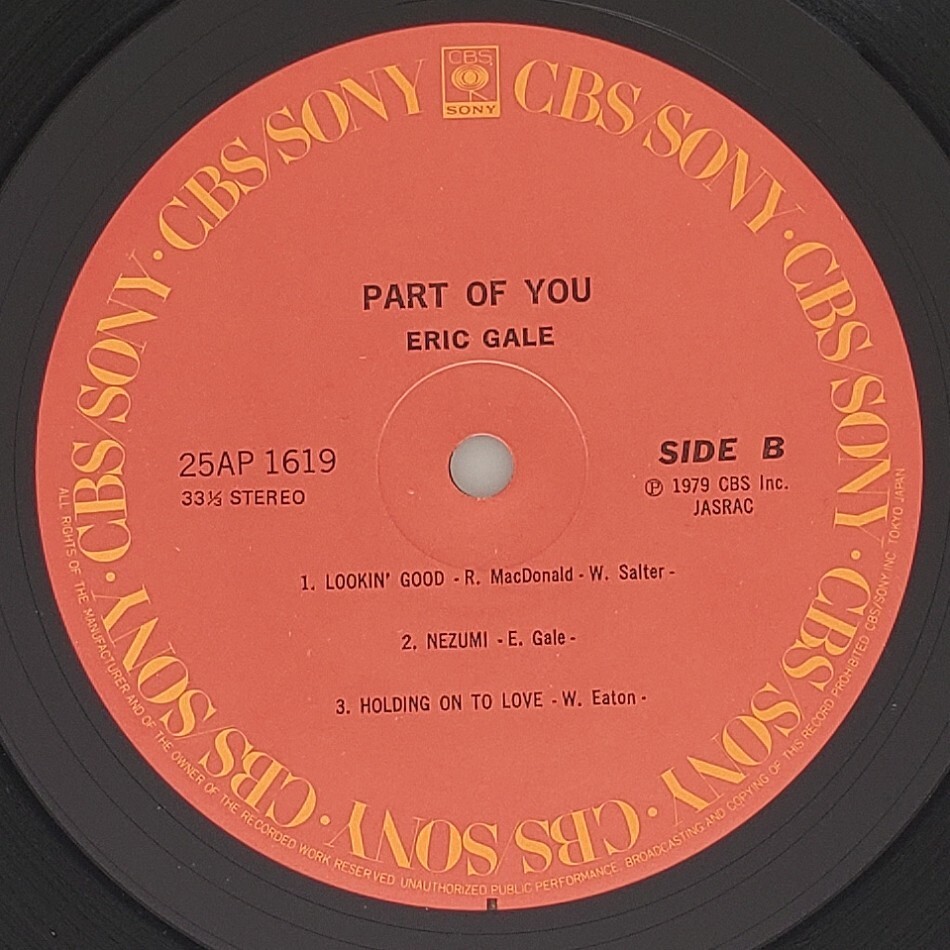 CBS
SONY
CBS/SONY · CBS/SONY · CBS/SONY · CBS/SONY · CBS/SONY · CBS/SONY · CBS/SONY · CBS/SONY · CBS/SONY · CBS/SONY
PART OF YOU
ERIC GALE
25AP 1619
33⅓ STEREO
SIDE B
Ⓟ 1979 CBS Inc.
JASRAC
1. LOOKIN' GOOD - R. MacDonald - W. Salter -
2. NEZUMI - E. Gale -
3. HOLDING ON TO LOVE - W. Eaton -
ALL RIGHTS OF THE MANUFACTURER AND OF THE OWNER OF THE RECORDED WORK RESERVED UNAUTHORIZED PUBLIC PERFORMANCE, BROADCASTING AND COPYING OF THIS RECORD PROHIBITED CBS/SONY INC. TOKYO JAPAN